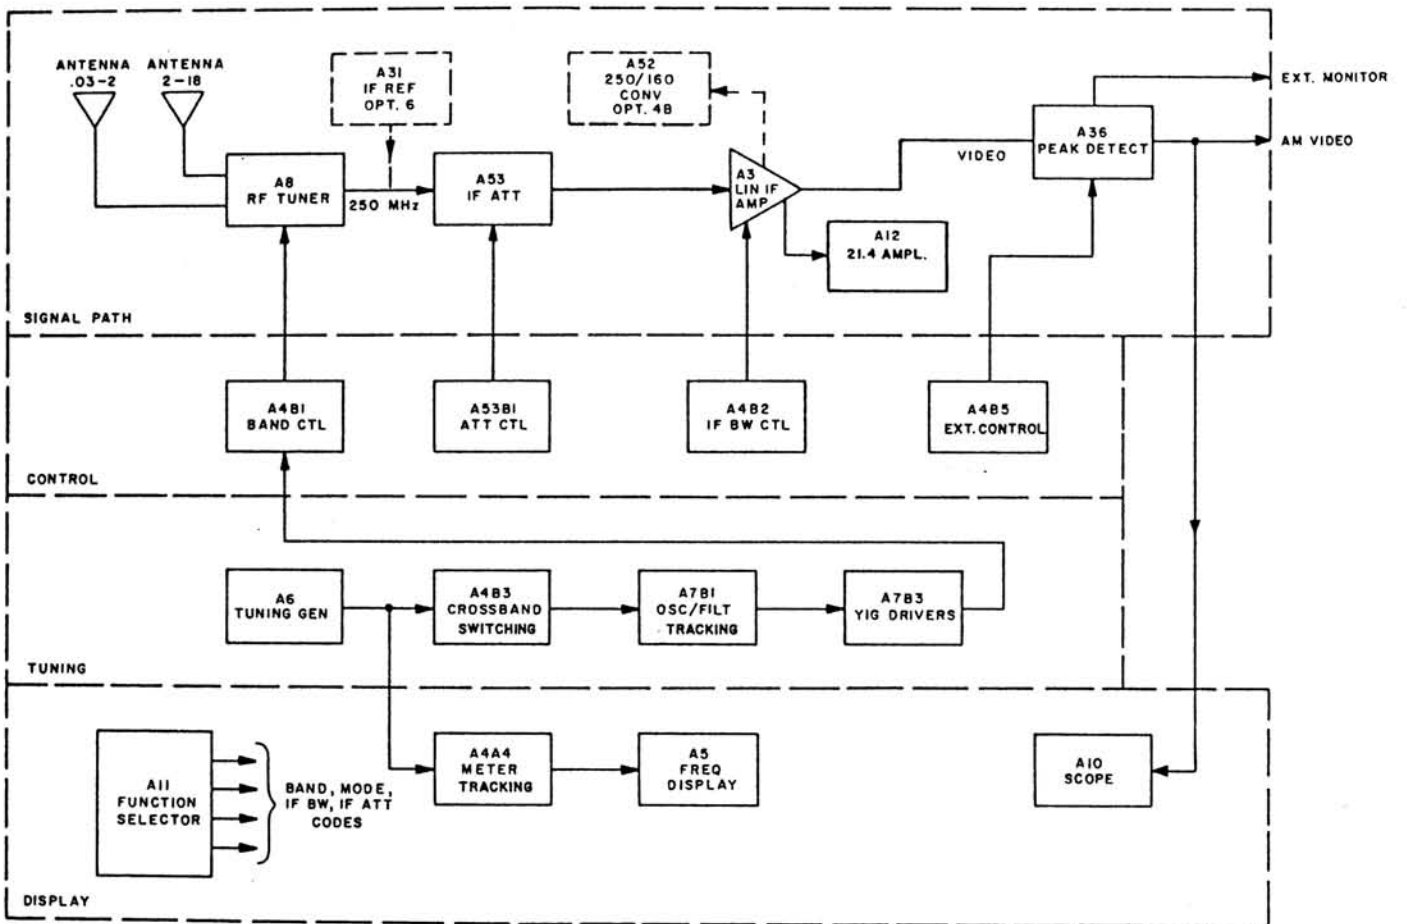 ANTENNA
.03-2
ANTENNA
2-18
A31
IF REF
OPT. 6
A52
250/160
CONV
OPT. 4B
EXT. MONITOR
A8
RF TUNER
250 MHz
A53
IF ATT
A3
LIN IF
AMP
VIDEO
A36
PEAK DETECT
AM VIDEO
A12
21.4 AMPL.
SIGNAL PATH
A4B1
BAND CTL
A53B1
ATT CTL
A4B2
IF BW CTL
A4B5
EXT. CONTROL
CONTROL
A6
TUNING GEN
A4B3
CROSSBAND
SWITCHING
A7B1
OSC/FILT
TRACKING
A7B3
YIG DRIVERS
TUNING
A11
FUNCTION
SELECTOR
BAND, MODE,
IF BW, IF ATT
CODES
A4A4
METER
TRACKING
A5
FREQ
DISPLAY
A10
SCOPE
DISPLAY